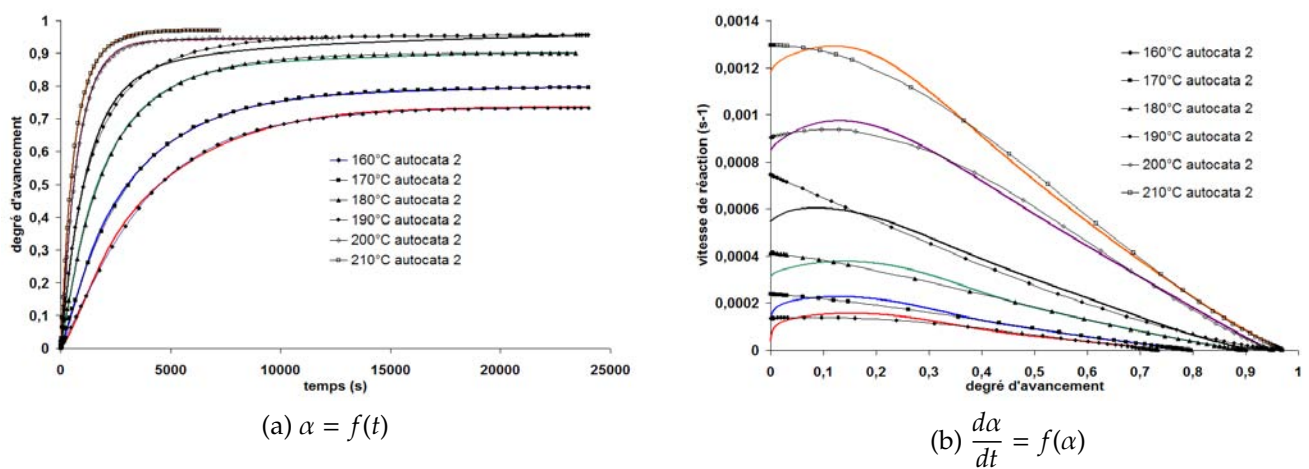 1
0,9
0,8
0,7
0,6
0,5
0,4
0,3
0,2
0,1
0
degré d'avancement
160°C autocata 2
170°C autocata 2
180°C autocata 2
190°C autocata 2
200°C autocata 2
210°C autocata 2
0 5000 10000 15000 20000 25000
temps (s)
(a) α = f(t)
0,0014
0,0012
0,001
0,0008
0,0006
0,0004
0,0002
0
vitesse de réaction (s-1)
160°C autocata 2
170°C autocata 2
180°C autocata 2
190°C autocata 2
200°C autocata 2
210°C autocata 2
0 0,1 0,2 0,3 0,4 0,5 0,6 0,7 0,8 0,9 1
degré d'avancement
(b) dα/dt = f(α)